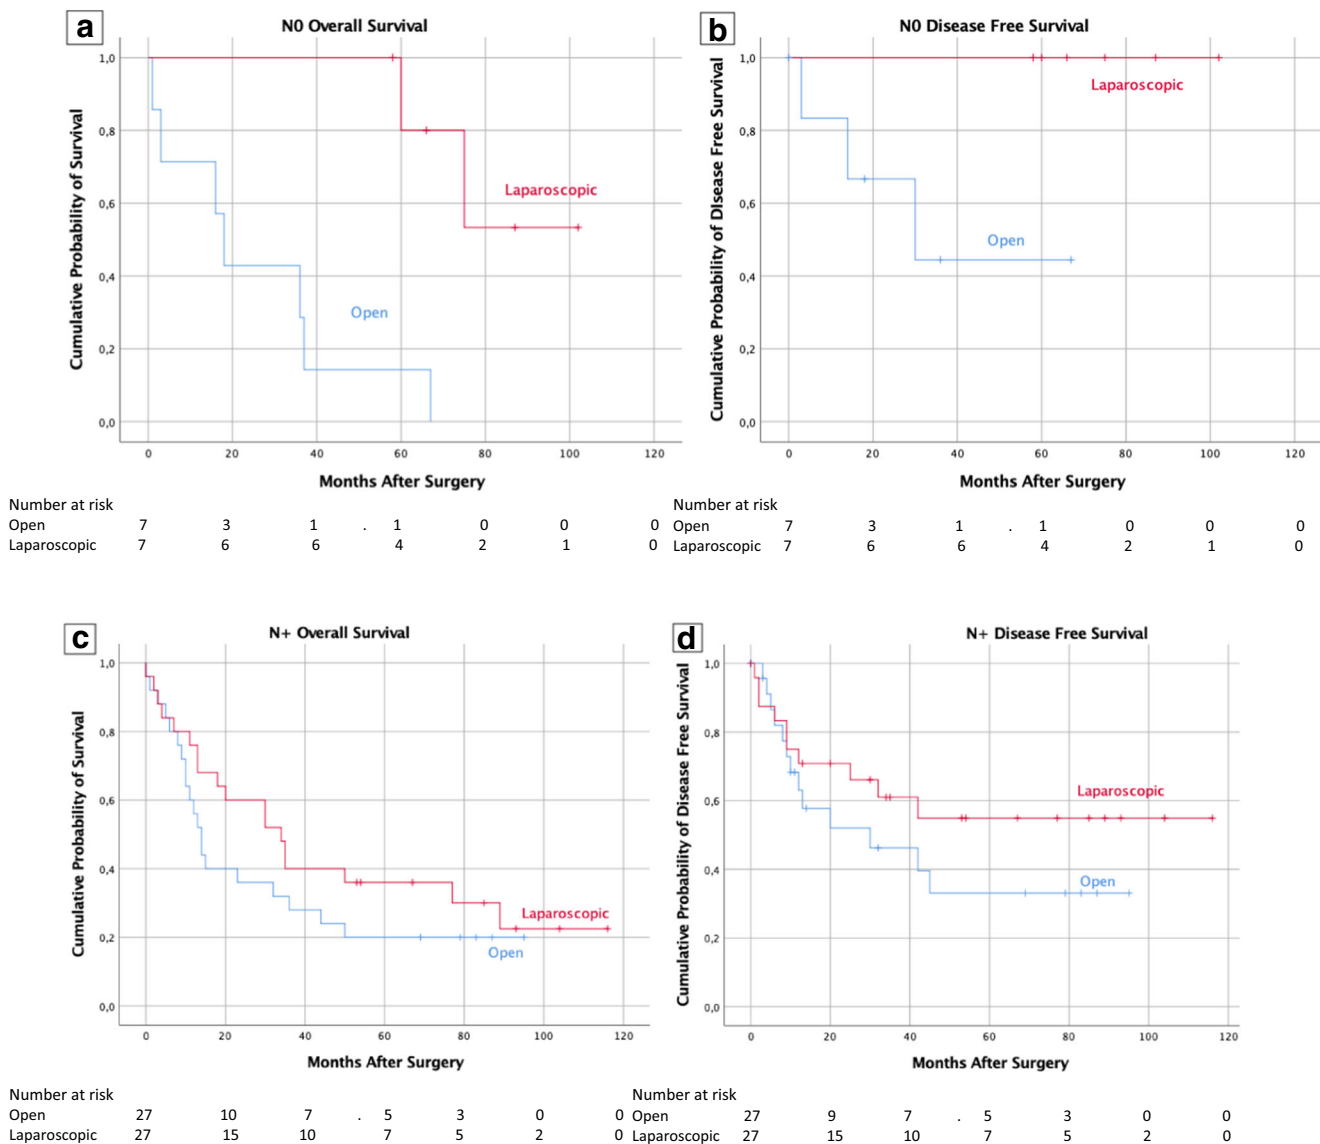 a
N0 Overall Survival
Cumulative Probability of Survival
1,0
0,8
0,6
0,4
0,2
0,0
Laparoscopic
Open
0 20 40 60 80 100 120
Months After Surgery
Number at risk
Open 7 3 1 . 1 0 0 0
Laparoscopic 7 6 6 4 2 1 0
b
N0 Disease Free Survival
Cumulative Probability of DIsease Free Survival
1,0
0,8
0,6
0,4
0,2
0,0
Laparoscopic
Open
0 20 40 60 80 100 120
Months After Surgery
Number at risk
Open 7 3 1 . 1 0 0 0
Laparoscopic 7 6 6 4 2 1 0
c
N+ Overall Survival
Cumulative Probability of Survival
1,0
0,8
0,6
0,4
0,2
0,0
Laparoscopic
Open
0 20 40 60 80 100 120
Months After Surgery
Number at risk
Open 27 10 7 . 5 3 0 0
Laparoscopic 27 15 10 7 5 2 0
d
N+ Disease Free Survival
Cumulative Probability of Disease Free Survival
1,0
0,8
0,6
0,4
0,2
0,0
Laparoscopic
Open
0 20 40 60 80 100 120
Months After Surgery
Number at risk
Open 27 9 7 . 5 3 0 0
Laparoscopic 27 15 10 7 5 2 0